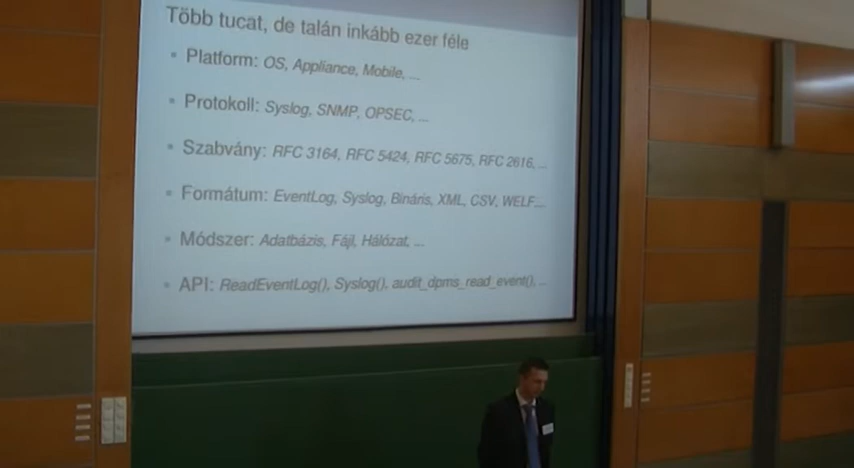 Több tucat, de talán inkább ezer féle
Platform: OS, Appliance, Mobile, ...
Protokoll: Syslog, SNMP, OPSEC, ...
Szabvány: RFC 3164, RFC 5424, RFC 5675, RFC 2616, ...
Formátum: EventLog, Syslog, Bináris, XML, CSV, WELF...
Módszer: Adatbázis, Fájl, Hálózat, ...
API: ReadEventLog(), Syslog(), audit_dpms_read_event(), ...